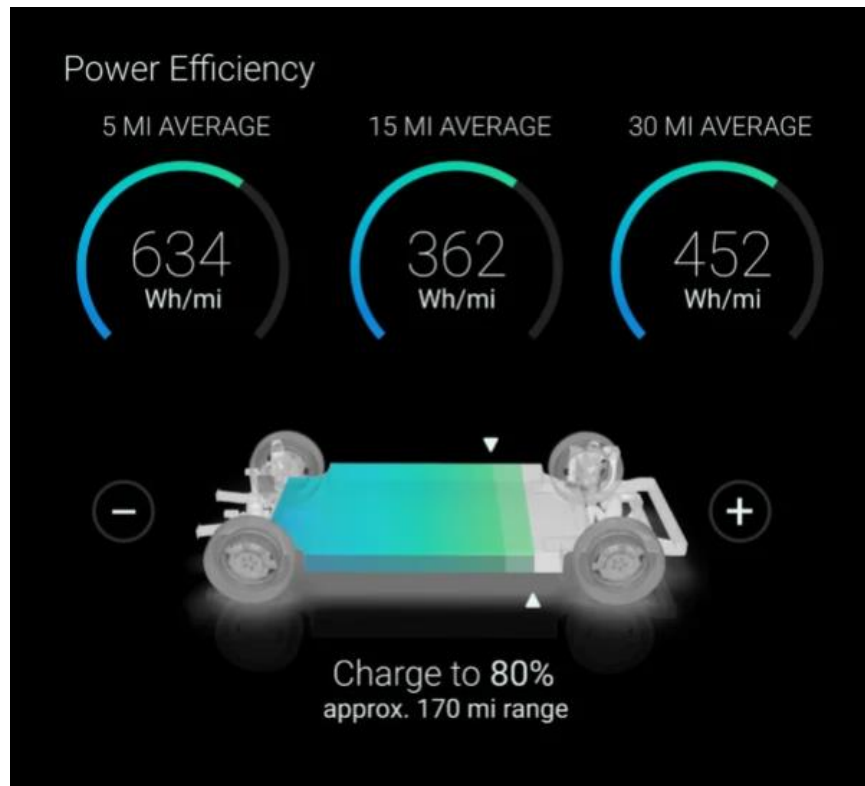 Power Efficiency
5 MI AVERAGE
15 MI AVERAGE
30 MI AVERAGE
634
Wh/mi
362
Wh/mi
452
Wh/mi
Charge to 80%
approx. 170 mi range